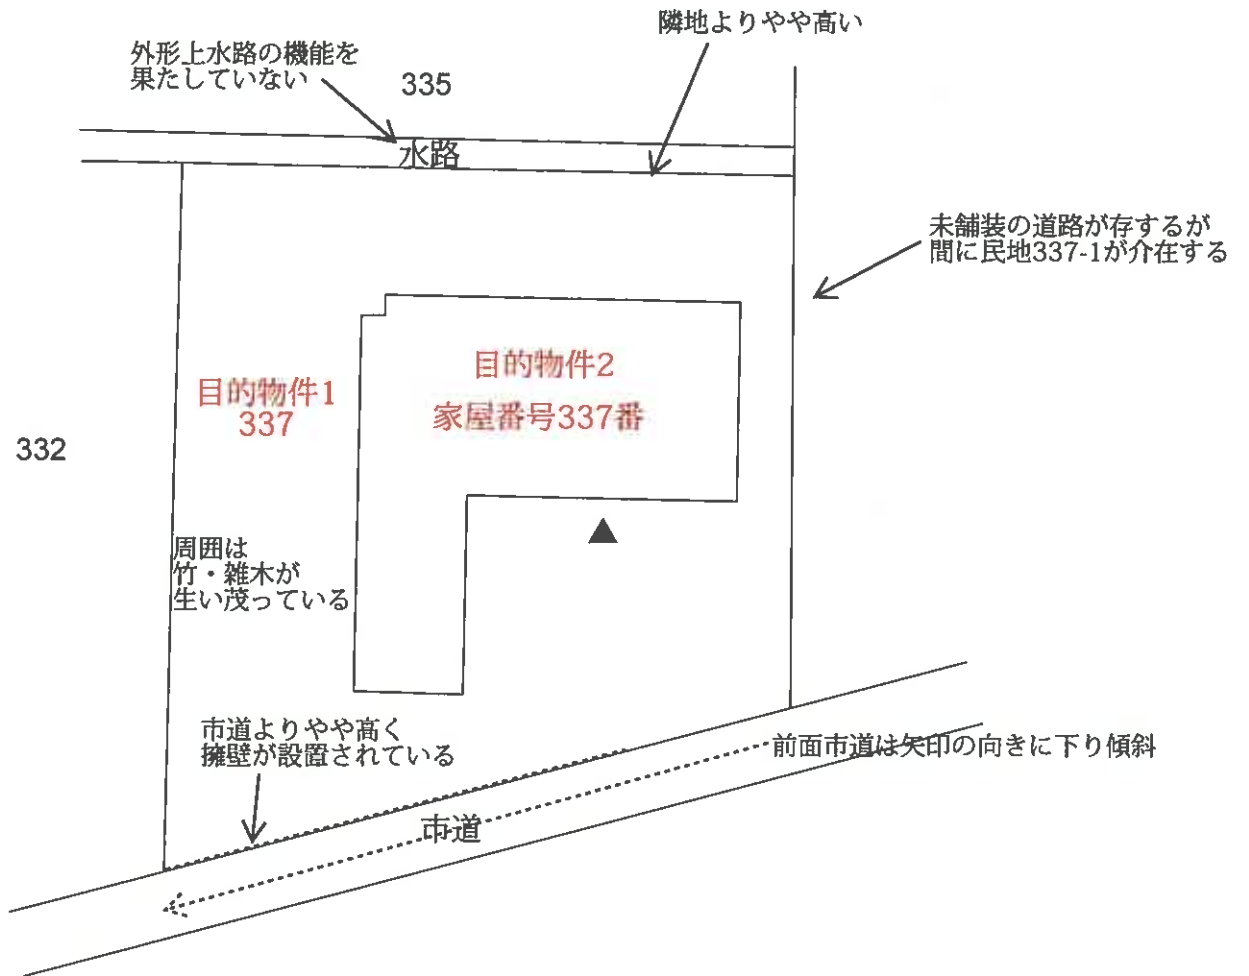 隣地よりやや高い
外形上水路の機能を
果たしていない
335
水路
未舗装の道路が存するが
間に民地337-1が介在する
目的物件2
家屋番号337番
目的物件1
337
332
周囲は
竹・雑木が
生い茂っている
市道よりやや高く
擁壁が設置されている
前面市道は矢印の向きに下り傾斜
市道